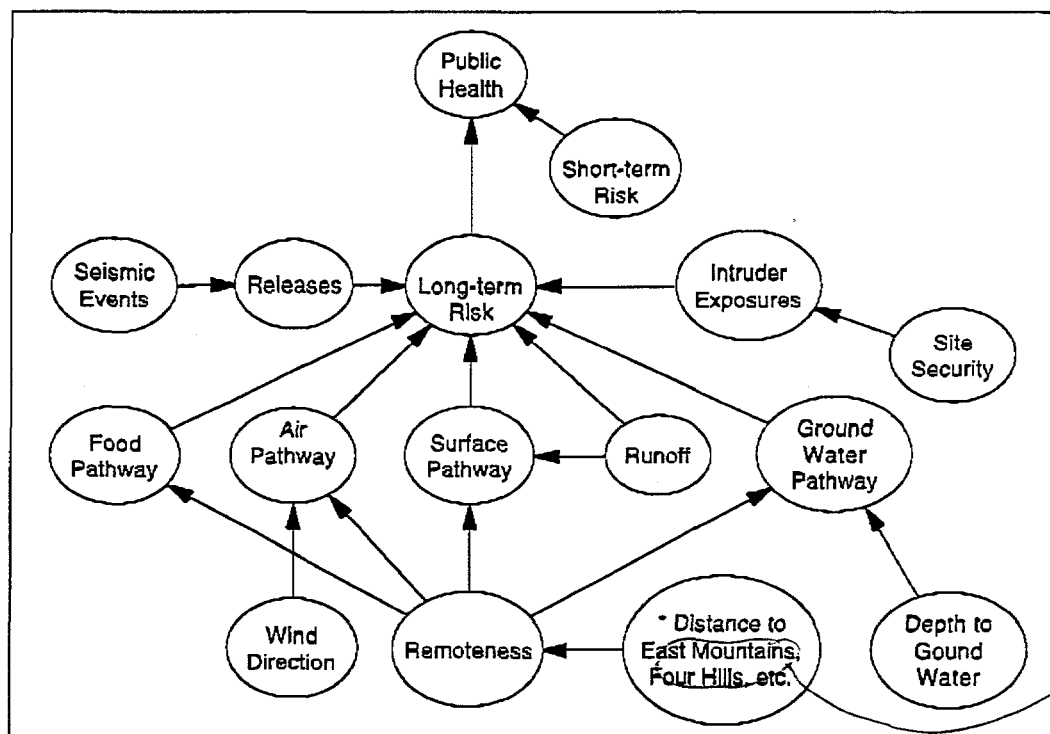 Public
Health
Short-term
Risk
Seismic
Events
Releases
Long-term
Risk
Intruder
Exposures
Site
Security
Food
Pathway
Air
Pathway
Surface
Pathway
Runoff
Ground
Water
Pathway
Wind
Direction
Remoteness
* Distance to
East Mountains,
Four Hills, etc.
Depth to
Gound
Water